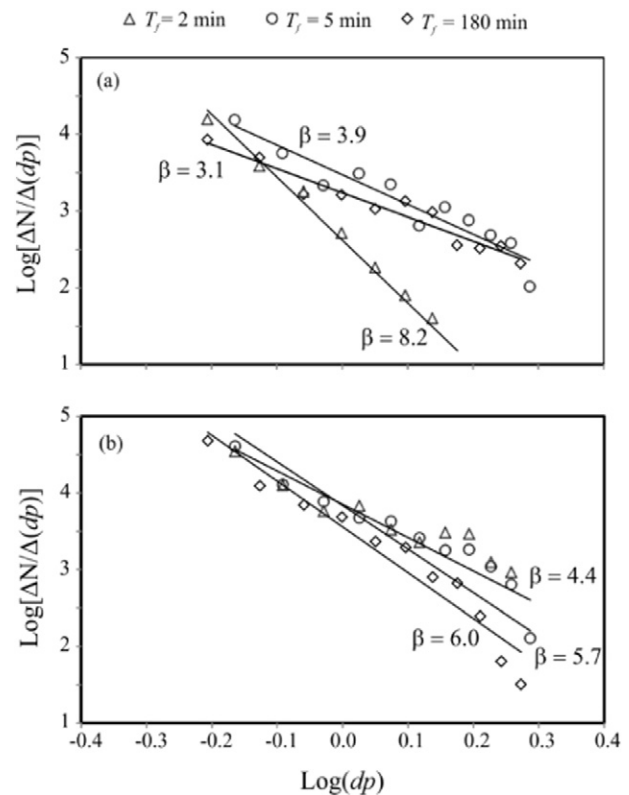 △ T_f = 2 min ○ T_f = 5 min ◇ T_f = 180 min
5
(a)
4
β = 3.9
β = 3.1
3
2
β = 8.2
1
Log[ΔN/Δ(dp)]
5
(b)
4
3
β = 4.4
2
β = 6.0
β = 5.7
1
Log[ΔN/Δ(dp)]
-0.4 -0.3 -0.2 -0.1 0.0 0.1 0.2 0.3 0.4
Log(dp)